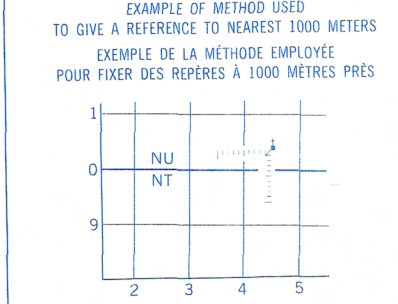 EXAMPLE OF METHOD USED
TO GIVE A REFERENCE TO NEAREST 1000 METERS
EXEMPLE DE LA MÉTHODE EMPLOYÉE
POUR FIXER DES REPÈRES À 1000 MÈTRES PRÈS
1
NU
0
NT
9
2 3 4 5